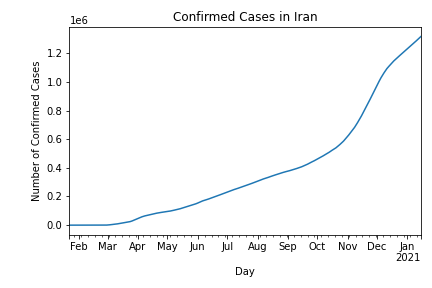 Confirmed Cases in Iran
1e6
Number of Confirmed Cases
1.2
1.0
0.8
0.6
0.4
0.2
0.0
Feb Mar Apr May Jun Jul Aug Sep Oct Nov Dec Jan
2021
Day